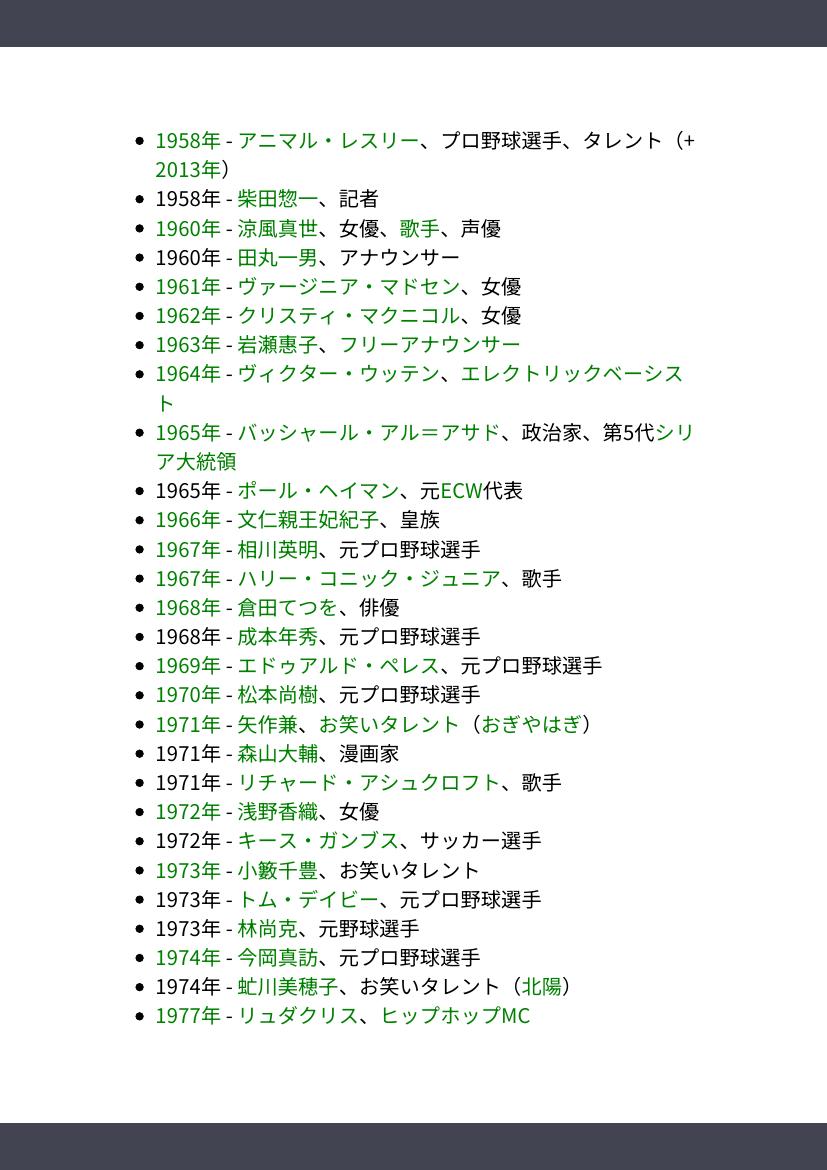 1958年 - アニマル・レスリー、プロ野球選手、タレント（+
2013年）
1958年 - 柴田惣一、記者
1960年 - 涼風真世、女優、歌手、声優
1960年 - 田丸一男、アナウンサー
1961年 - ヴァージニア・マドセン、女優
1962年 - クリスティ・マクニコル、女優
1963年 - 岩瀬惠子、フリーアナウンサー
1964年 - ヴィクター・ウッテン、エレクトリックベーシス
ト
1965年 - バッシャール・アル＝アサド、政治家、第5代シリ
ア大統領
1965年 - ポール・ヘイマン、元ECW代表
1966年 - 文仁親王妃紀子、皇族
1967年 - 相川英明、元プロ野球選手
1967年 - ハリー・コニック・ジュニア、歌手
1968年 - 倉田てつを、俳優
1968年 - 成本年秀、元プロ野球選手
1969年 - エドゥアルド・ペレス、元プロ野球選手
1970年 - 松本尚樹、元プロ野球選手
1971年 - 矢作兼、お笑いタレント（おぎやはぎ）
1971年 - 森山大輔、漫画家
1971年 - リチャード・アシュクロフト、歌手
1972年 - 浅野香織、女優
1972年 - キース・ガンブス、サッカー選手
1973年 - 小籔千豊、お笑いタレント
1973年 - トム・デイビー、元プロ野球選手
1973年 - 林尚克、元野球選手
1974年 - 今岡真訪、元プロ野球選手
1974年 - 虻川美穂子、お笑いタレント（北陽）
1977年 - リュダクリス、ヒップホップMC